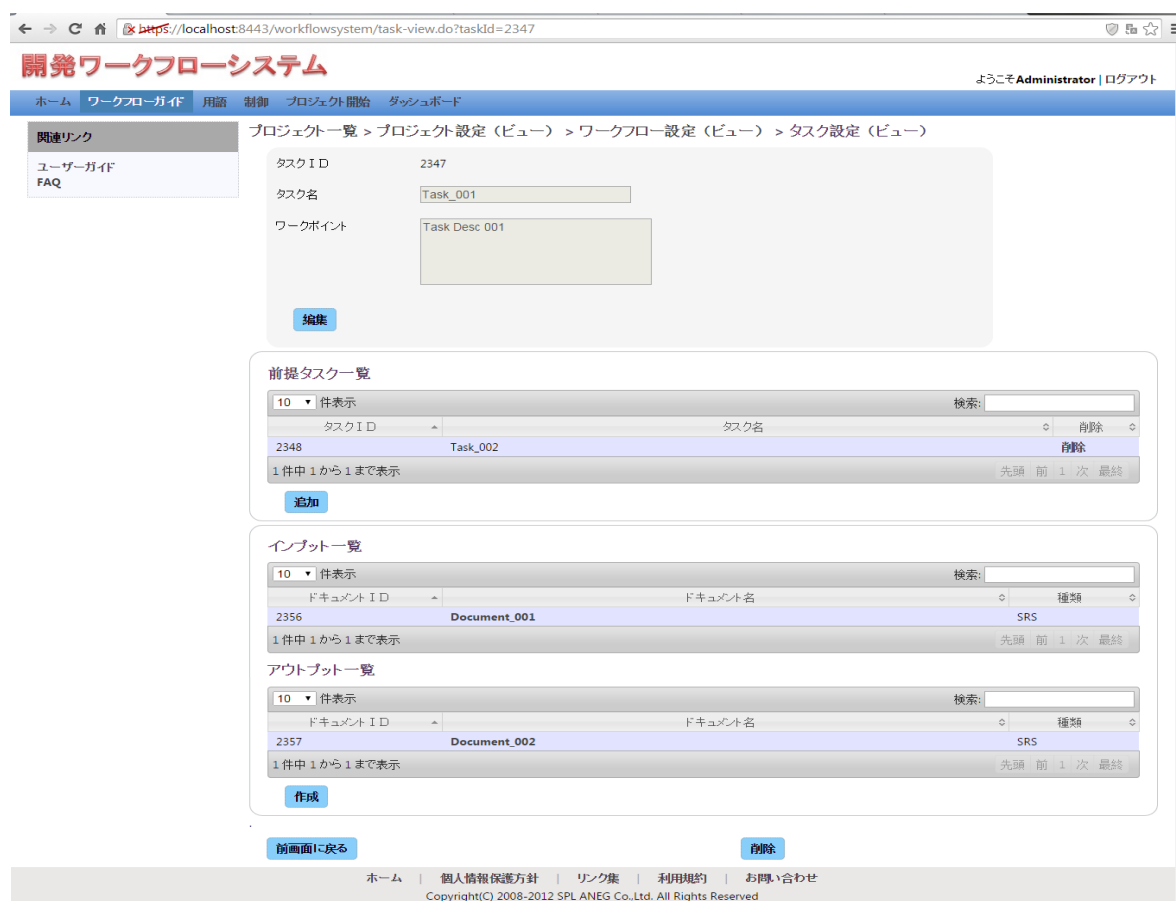 https://localhost:8443/workflowsystem/task-view.do?taskId=2347
開発ワークフローシステム
ようこそAdministrator | ログアウト
ホーム ワークフローガイド 用語 制御 プロジェクト開始 ダッシュボード
関連リンク
ユーザーガイド
FAQ
プロジェクト一覧 > プロジェクト設定（ビュー） > ワークフロー設定（ビュー） > タスク設定（ビュー）
タスクＩＤ 2347
タスク名 Task_001
ワークポイント Task Desc 001
編集
前提タスク一覧
10 件表示 検索:
タスクＩＤ タスク名 削除
2348 Task_002 削除
1 件中 1 から 1 まで表示 先頭 前 1 次 最終
追加
インプット一覧
10 件表示 検索:
ドキュメントＩＤ ドキュメント名 種類
2356 Document_001 SRS
1 件中 1 から 1 まで表示 先頭 前 1 次 最終
アウトプット一覧
10 件表示 検索:
ドキュメントＩＤ ドキュメント名 種類
2357 Document_002 SRS
1 件中 1 から 1 まで表示 先頭 前 1 次 最終
作成
.
前画面に戻る 削除
ホーム | 個人情報保護方針 | リンク集 | 利用規約 | お問い合わせ
Copyright(C) 2008-2012 SPL ANEG Co.,Ltd. All Rights Reserved